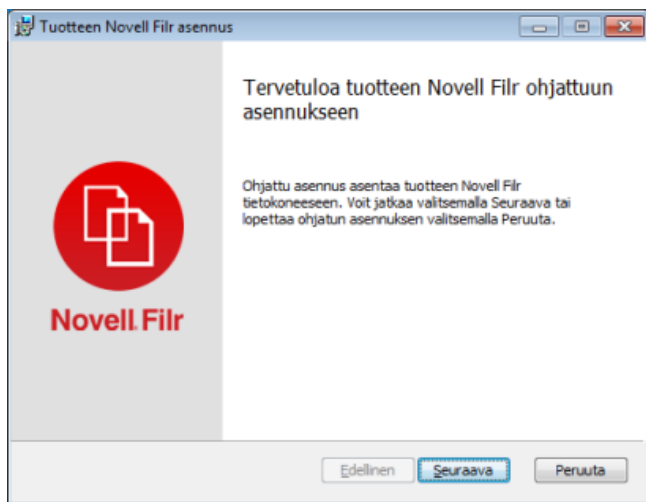 Tuotteen Novell Filr asennus
Tervetuloa tuotteen Novell Filr ohjattuun
asennukseen
Ohjattu asennus asentaa tuotteen Novell Filr
tietokoneeseen. Voit jatkaa valitsemalla Seuraava tai
lopettaa ohjatun asennuksen valitsemalla Peruuta.
Novell Filr
Edellinen
Seuraava
Peruuta